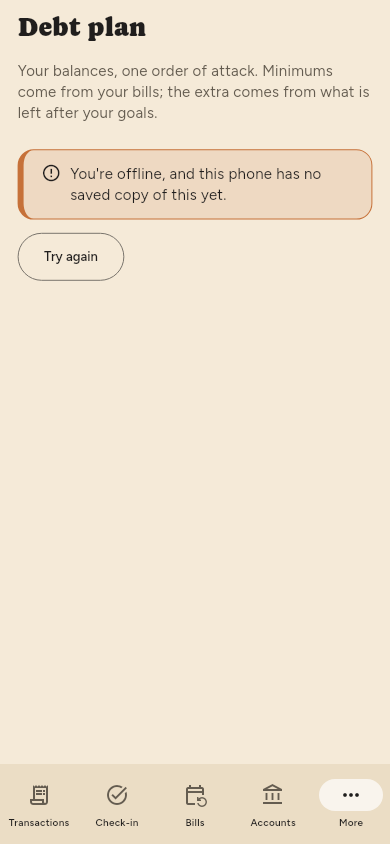 Debt plan
Your balances, one order of attack. Minimums
come from your bills; the extra comes from what is
left after your goals.
You're offline, and this phone has no
saved copy of this yet.
Try again
Transactions
Check-in
Bills
Accounts
More